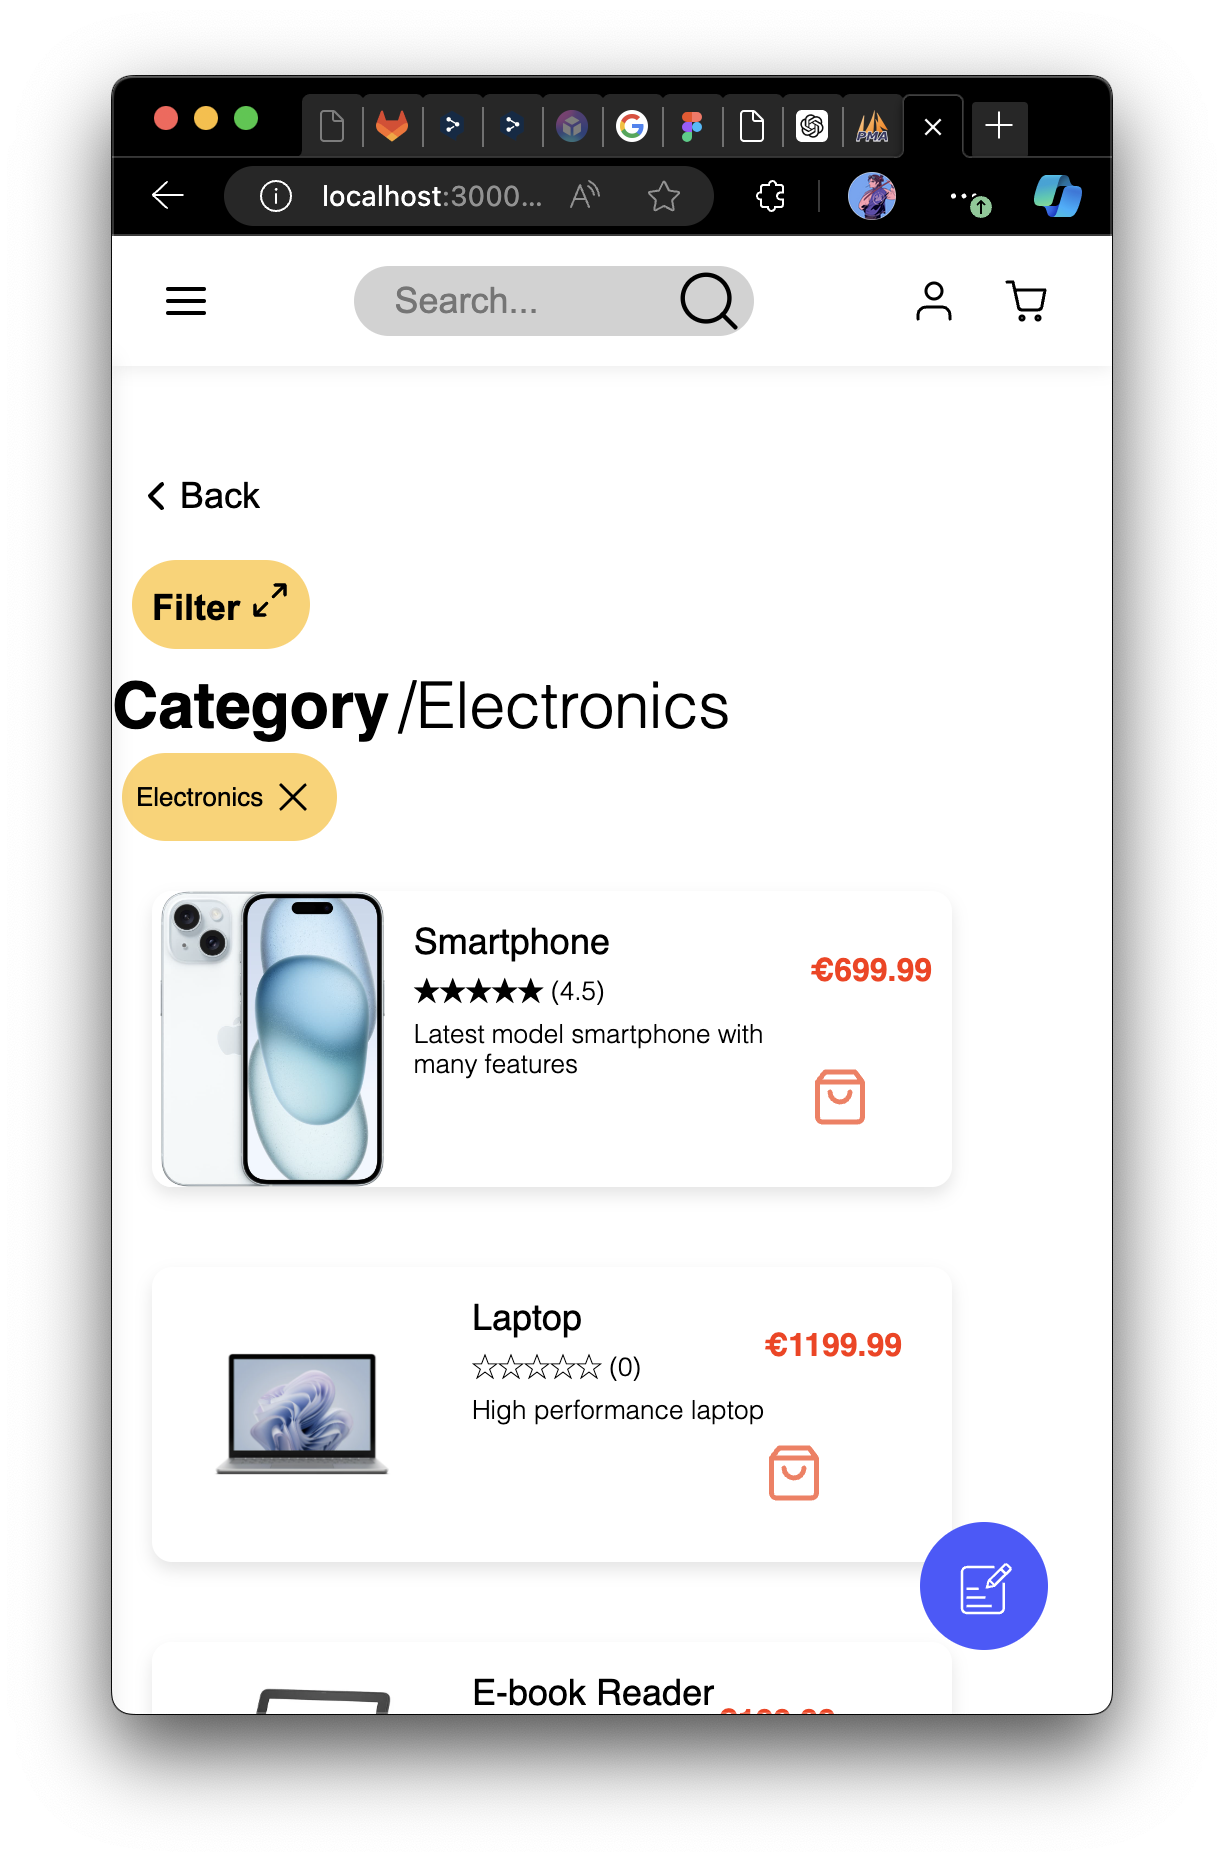 PMA
localhost:3000...
Search...
Back
Filter
Category /Electronics
Electronics
Smartphone
€699.99
★★★★★ (4.5)
Latest model smartphone with
many features
Laptop
€1199.99
☆☆☆☆☆ (0)
High performance laptop
E-book Reader